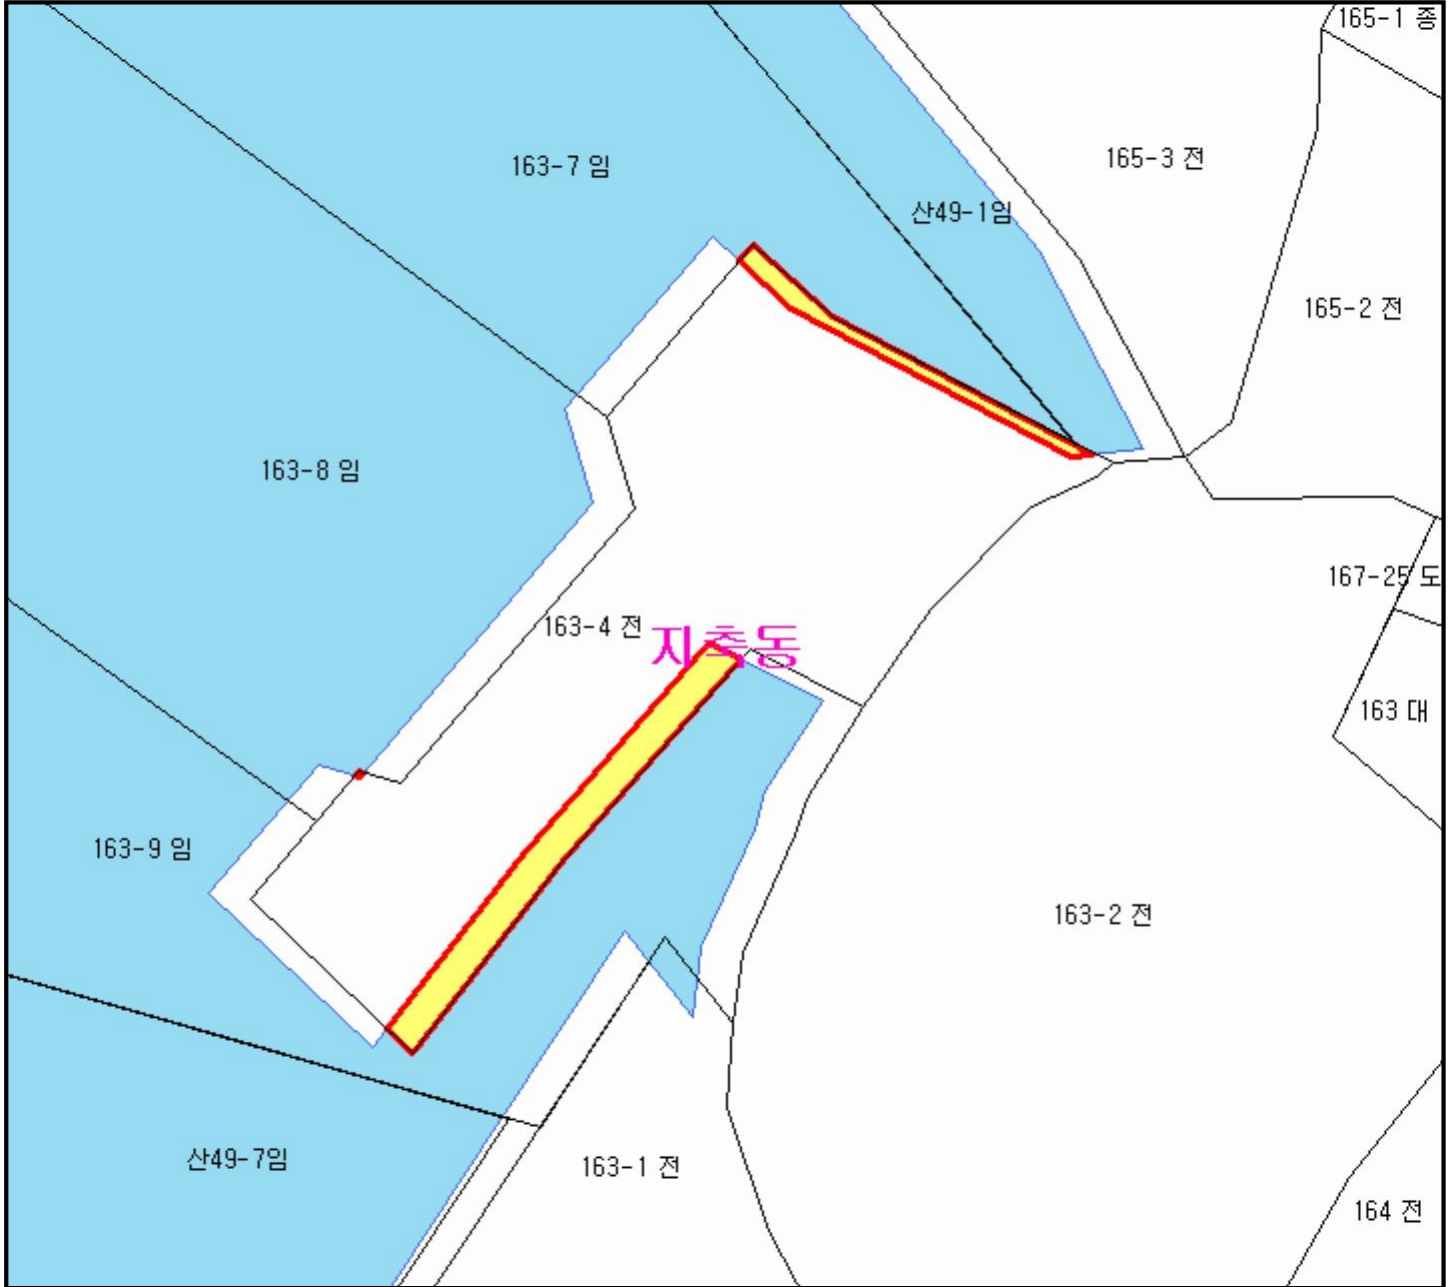 165-1 종
165-3 전
163-7 임
산49-1임
165-2 전
163-8 임
167-25 도
163-4 전
지축동
163 대
163-9 임
163-2 전
산49-7임
163-1 전
164 전